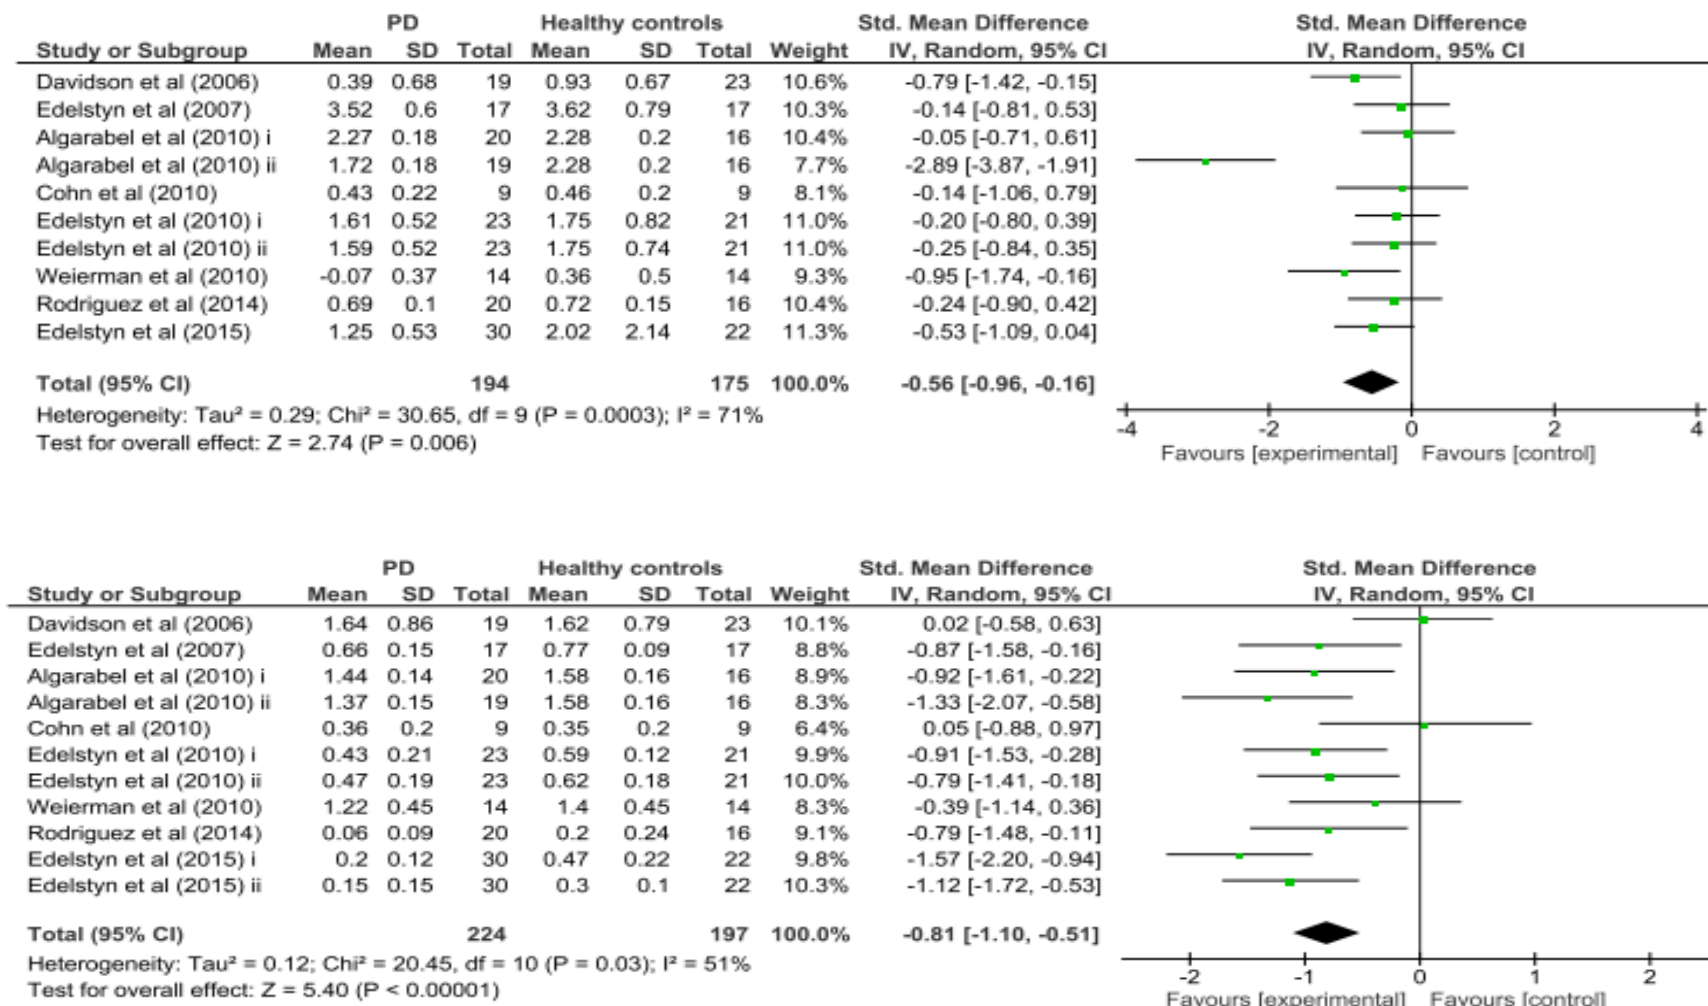 PD Healthy controls Std. Mean Difference Std. Mean Difference
Study or Subgroup Mean SD Total Mean SD Total Weight IV, Random, 95% CI IV, Random, 95% CI
Davidson et al (2006) 0.39 0.68 19 0.93 0.67 23 10.6% -0.79 [-1.42, -0.15]
Edelstyn et al (2007) 3.52 0.6 17 3.62 0.79 17 10.3% -0.14 [-0.81, 0.53]
Algarabel et al (2010) i 2.27 0.18 20 2.28 0.2 16 10.4% -0.05 [-0.71, 0.61]
Algarabel et al (2010) ii 1.72 0.18 19 2.28 0.2 16 7.7% -2.89 [-3.87, -1.91]
Cohn et al (2010) 0.43 0.22 9 0.46 0.2 9 8.1% -0.14 [-1.06, 0.79]
Edelstyn et al (2010) i 1.61 0.52 23 1.75 0.82 21 11.0% -0.20 [-0.80, 0.39]
Edelstyn et al (2010) ii 1.59 0.52 23 1.75 0.74 21 11.0% -0.25 [-0.84, 0.35]
Weierman et al (2010) -0.07 0.37 14 0.36 0.5 14 9.3% -0.95 [-1.74, -0.16]
Rodriguez et al (2014) 0.69 0.1 20 0.72 0.15 16 10.4% -0.24 [-0.90, 0.42]
Edelstyn et al (2015) 1.25 0.53 30 2.02 2.14 22 11.3% -0.53 [-1.09, 0.04]
Total (95% CI) 194 175 100.0% -0.56 [-0.96, -0.16]
Heterogeneity: Tau² = 0.29; Chi² = 30.65, df = 9 (P = 0.0003); I² = 71%
Test for overall effect: Z = 2.74 (P = 0.006)
-4 -2 0 2 4
Favours [experimental] Favours [control]
PD Healthy controls Std. Mean Difference Std. Mean Difference
Study or Subgroup Mean SD Total Mean SD Total Weight IV, Random, 95% CI IV, Random, 95% CI
Davidson et al (2006) 1.64 0.86 19 1.62 0.79 23 10.1% 0.02 [-0.58, 0.63]
Edelstyn et al (2007) 0.66 0.15 17 0.77 0.09 17 8.8% -0.87 [-1.58, -0.16]
Algarabel et al (2010) i 1.44 0.14 20 1.58 0.16 16 8.9% -0.92 [-1.61, -0.22]
Algarabel et al (2010) ii 1.37 0.15 19 1.58 0.16 16 8.3% -1.33 [-2.07, -0.58]
Cohn et al (2010) 0.36 0.2 9 0.35 0.2 9 6.4% 0.05 [-0.88, 0.97]
Edelstyn et al (2010) i 0.43 0.21 23 0.59 0.12 21 9.9% -0.91 [-1.53, -0.28]
Edelstyn et al (2010) ii 0.47 0.19 23 0.62 0.18 21 10.0% -0.79 [-1.41, -0.18]
Weierman et al (2010) 1.22 0.45 14 1.4 0.45 14 8.3% -0.39 [-1.14, 0.36]
Rodriguez et al (2014) 0.06 0.09 20 0.2 0.24 16 9.1% -0.79 [-1.48, -0.11]
Edelstyn et al (2015) i 0.2 0.12 30 0.47 0.22 22 9.8% -1.57 [-2.20, -0.94]
Edelstyn et al (2015) ii 0.15 0.15 30 0.3 0.1 22 10.3% -1.12 [-1.72, -0.53]
Total (95% CI) 224 197 100.0% -0.81 [-1.10, -0.51]
Heterogeneity: Tau² = 0.12; Chi² = 20.45, df = 10 (P = 0.03); I² = 51%
Test for overall effect: Z = 5.40 (P < 0.00001)
-2 -1 0 1 2
Favours [experimental] Favours [control]